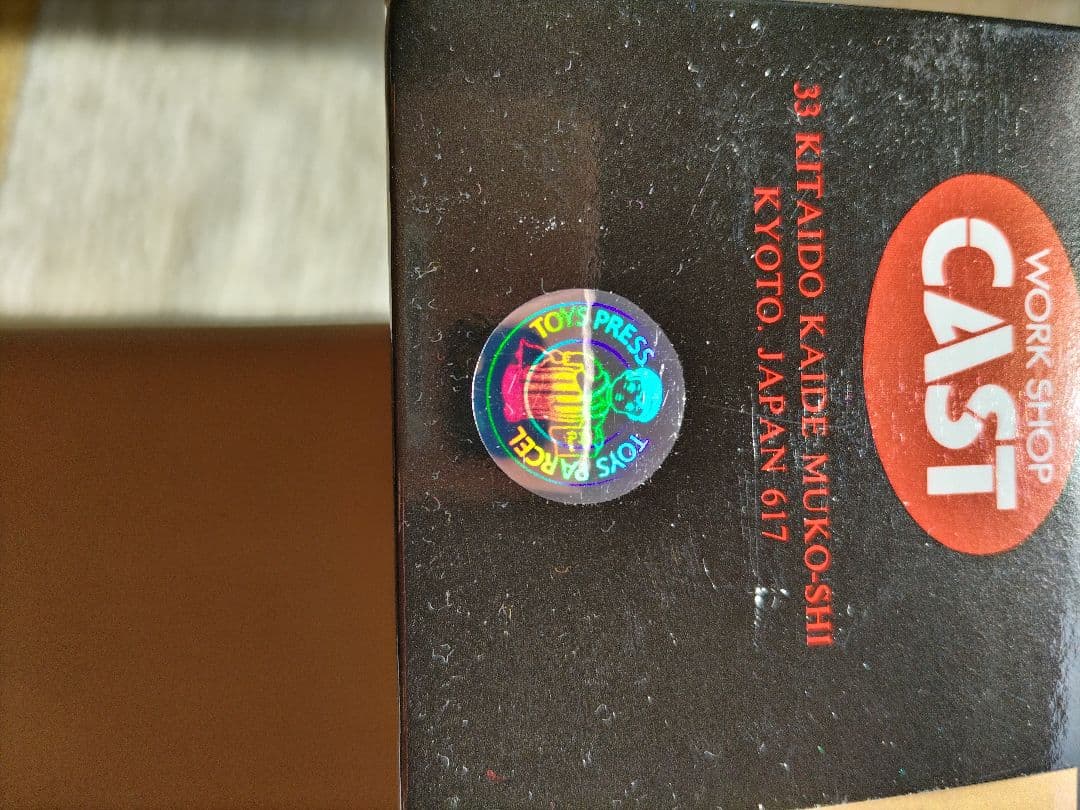 WORK SHOP
CAST
33 KITAIDO KAIDE MUKO-SHI
KYOTO. JAPAN 617
TOYS PRESS
TOYS PARCEL